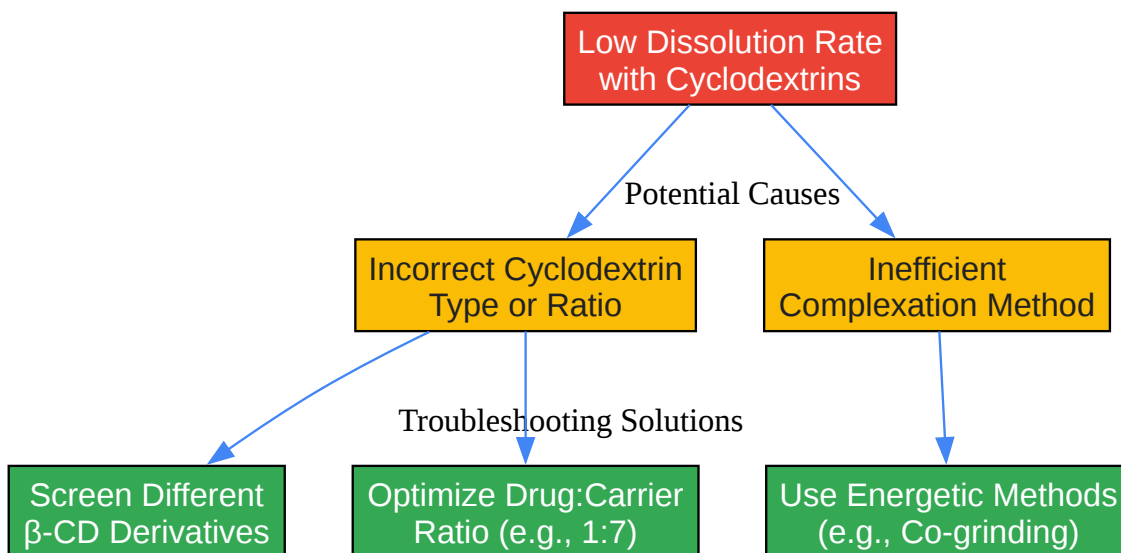 Low Dissolution Rate
with Cyclodextrins
Potential Causes
Incorrect Cyclodextrin
Type or Ratio
Inefficient
Complexation Method
Troubleshooting Solutions
Screen Different
β-CD Derivatives
Optimize Drug:Carrier
Ratio (e.g., 1:7)
Use Energetic Methods
(e.g., Co-grinding)